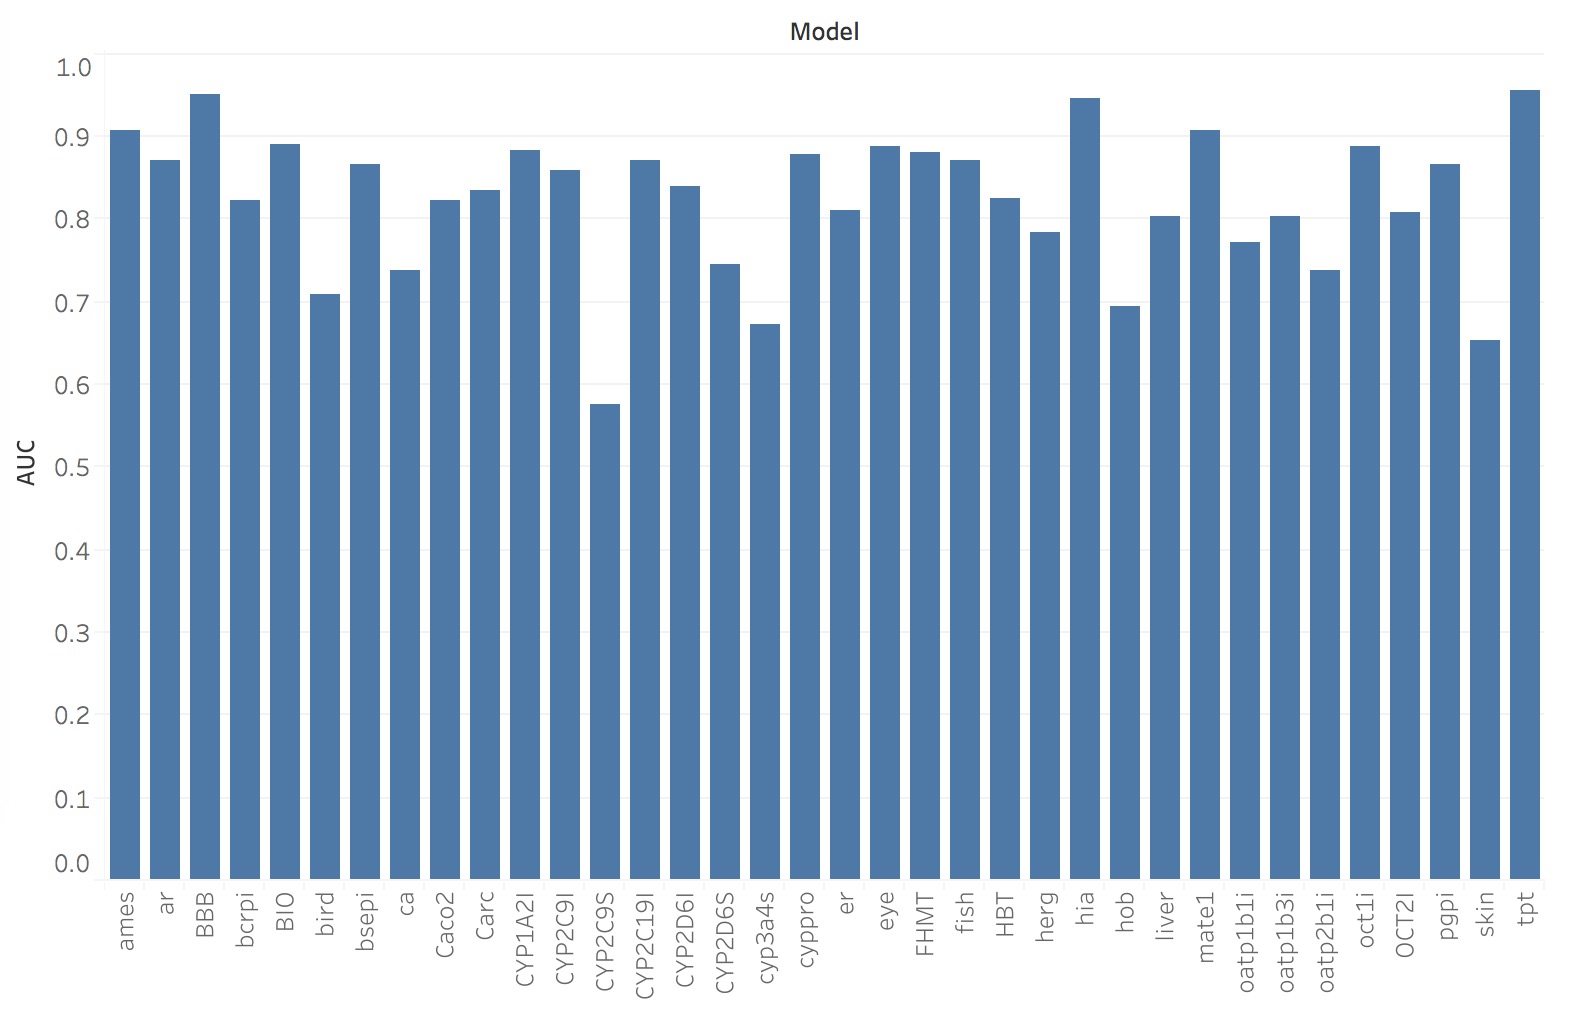 Model
1.0
0.9
0.8
0.7
0.6
0.5
0.4
0.3
0.2
0.1
0.0
AUC
ames
ar
BBB
bcrpi
BIO
bird
bsepi
ca
Caco2
Carc
CYP1A2I
CYP2C9I
CYP2C9S
CYP2C19I
CYP2D6I
CYP2D6S
cyp3a4s
cyppro
er
eye
FHMT
fish
HBT
herg
hia
hob
liver
mate1
oatp1b1i
oatp1b3i
oatp2b1i
oct1i
OCT2I
pgpi
skin
tpt